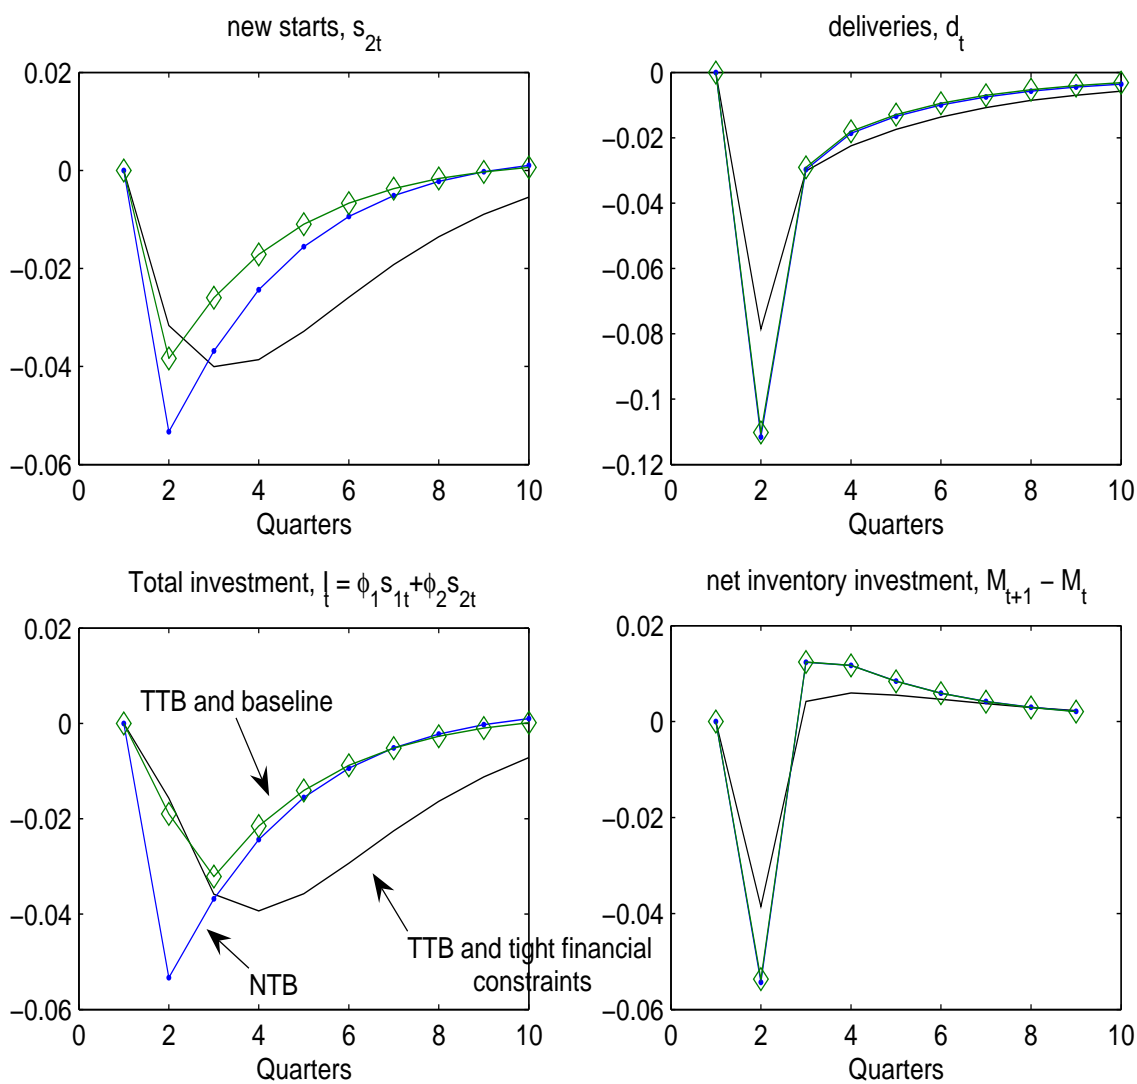 new starts, s2t
0.02
0
−0.02
−0.04
−0.06
0 2 4 6 8 10
Quarters
deliveries, dt
0
−0.02
−0.04
−0.06
−0.08
−0.1
−0.12
0 2 4 6 8 10
Quarters
Total investment, It = ϕ1s1t+ϕ2s2t
0.02
0
−0.02
−0.04
−0.06
TTB and baseline
TTB and tight financial
constraints
NTB
0 2 4 6 8 10
Quarters
net inventory investment, Mt+1 − Mt
0.02
0
−0.02
−0.04
−0.06
0 2 4 6 8 10
Quarters